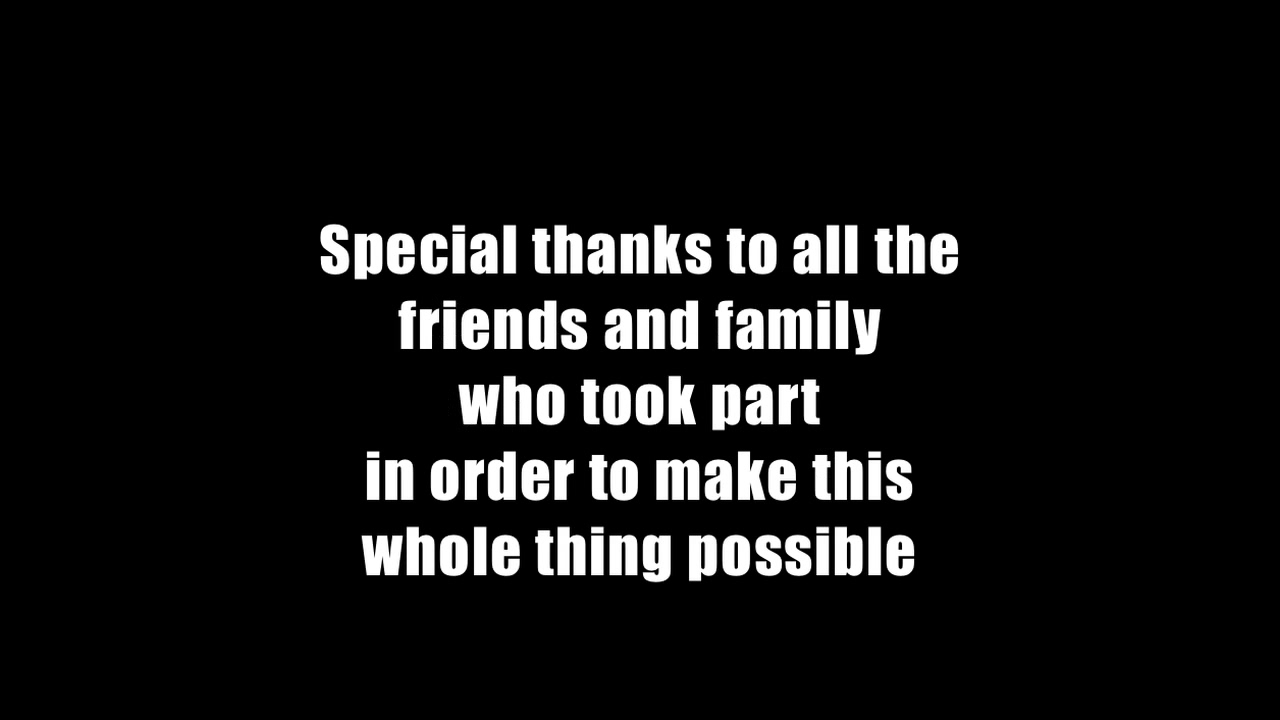 Special thanks to all the
friends and family
who took part
in order to make this
whole thing possible